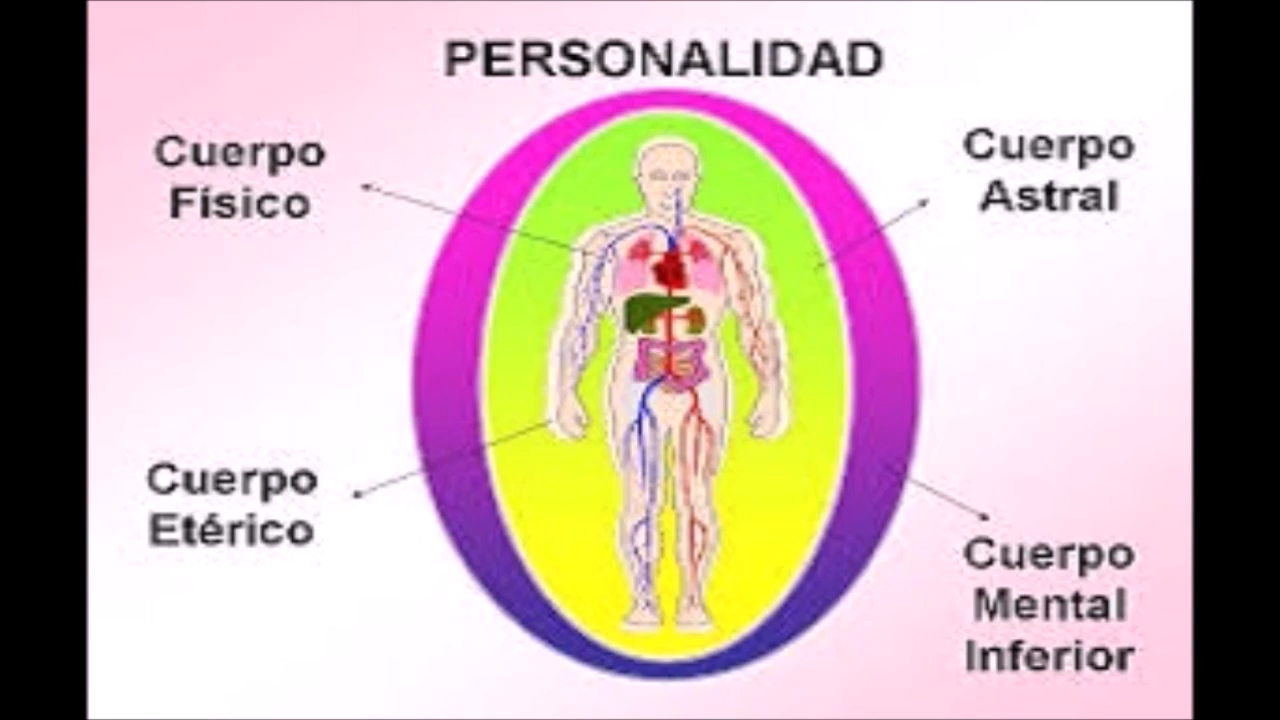 PERSONALIDAD
Cuerpo
Físico
Cuerpo
Astral
Cuerpo
Etérico
Cuerpo
Mental
Inferior